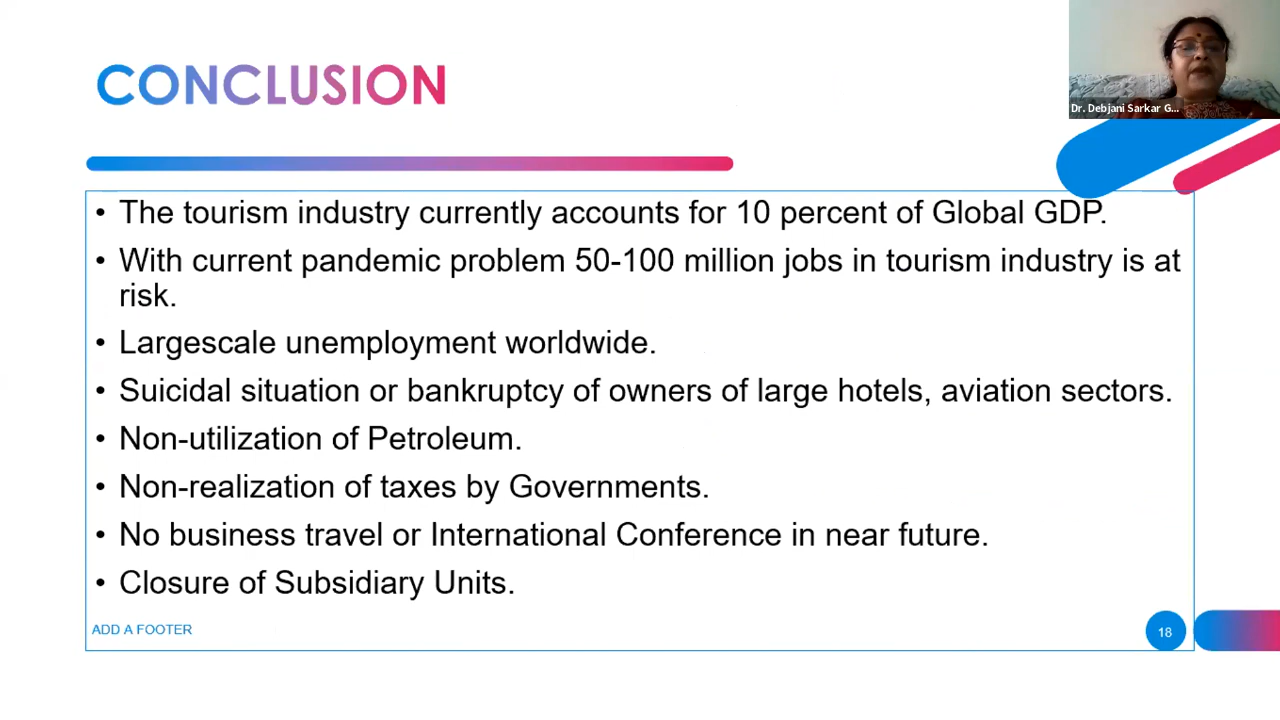 CONCLUSION
Dr. Debjani Sarkar G...
• The tourism industry currently accounts for 10 percent of Global GDP.
• With current pandemic problem 50-100 million jobs in tourism industry is at
risk.
• Largescale unemployment worldwide.
• Suicidal situation or bankruptcy of owners of large hotels, aviation sectors.
• Non-utilization of Petroleum.
• Non-realization of taxes by Governments.
• No business travel or International Conference in near future.
• Closure of Subsidiary Units.
ADD A FOOTER
18